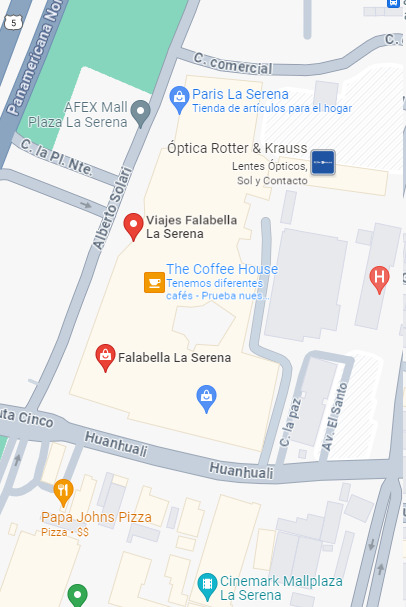 5
Panamericana No
C. comercial
C.
Paris La Serena
Tienda de artículos para el hogar
AFEX Mall
Plaza La Serena
C. la Pl. Nte.
Óptica Rotter & Krauss
Lentes Ópticos,
Sol y Contacto
Alberto Solari
Viajes Falabella
La Serena
The Coffee House
Tenemos diferentes
cafés - Prueba nues...
H
Falabella La Serena
uta Cinco
Huanhuali
Huanhuali
C. la paz
Av. El Santo
Papa Johns Pizza
Pizza • $$
Cinemark Mallplaza
La Serena